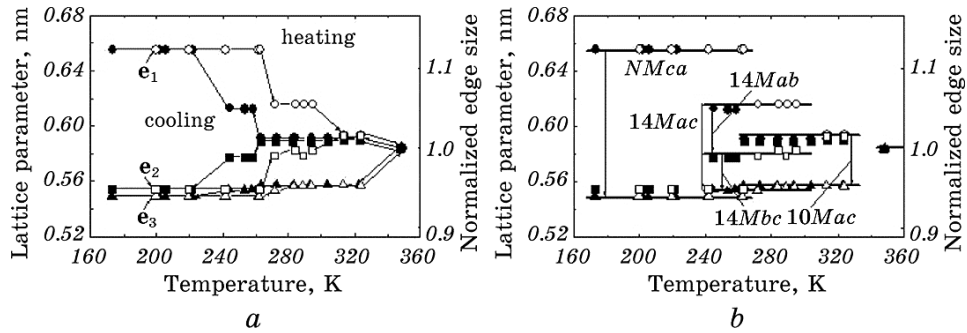 Lattice parameter, nm
0.68
0.64
0.60
0.56
0.52
heating
cooling
e1
e2
e3
1.1
1.0
0.9
Normalized edge size
160 200 240 280 320 360
Temperature, K
a
Lattice parameter, nm
0.68
0.64
0.60
0.56
0.52
NMca
14Mab
14Mac
14Mbc
10Mac
1.1
1.0
0.9
Normalized edge size
160 200 240 280 320 360
Temperature, K
b